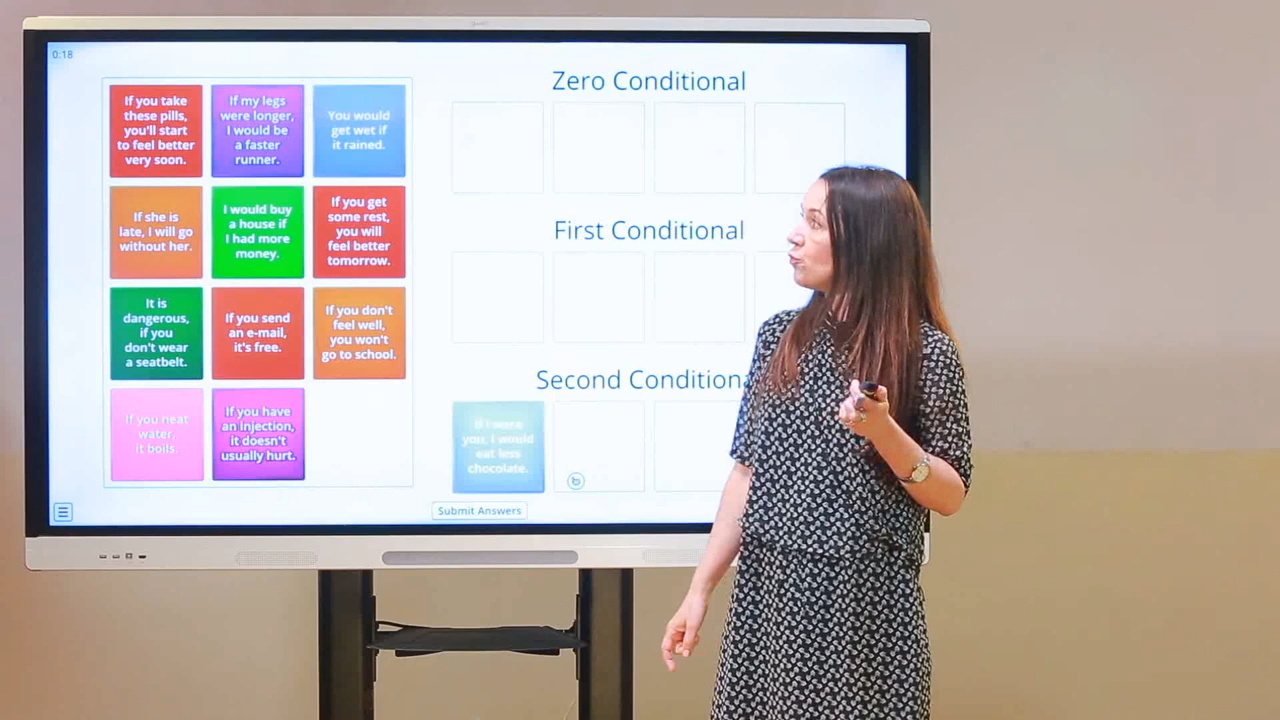 0:18
If you take
these pills,
you'll start
to feel better
very soon.
If my legs
were longer,
I would be
a faster
runner.
You would
get wet if
it rained.
If she is
late, I will go
without her.
I would buy
a house if
I had more
money.
If you get
some rest,
you will
feel better
tomorrow.
It is
dangerous,
if you
don't wear
a seatbelt.
If you send
an e-mail,
it's free.
If you don't
feel well,
you won't
go to school.
If you heat
water,
it boils.
If you have
an injection,
it doesn't
usually hurt.
Zero Conditional
First Conditional
Second Conditiona
If I were
you, I would
eat less
chocolate.
Submit Answers